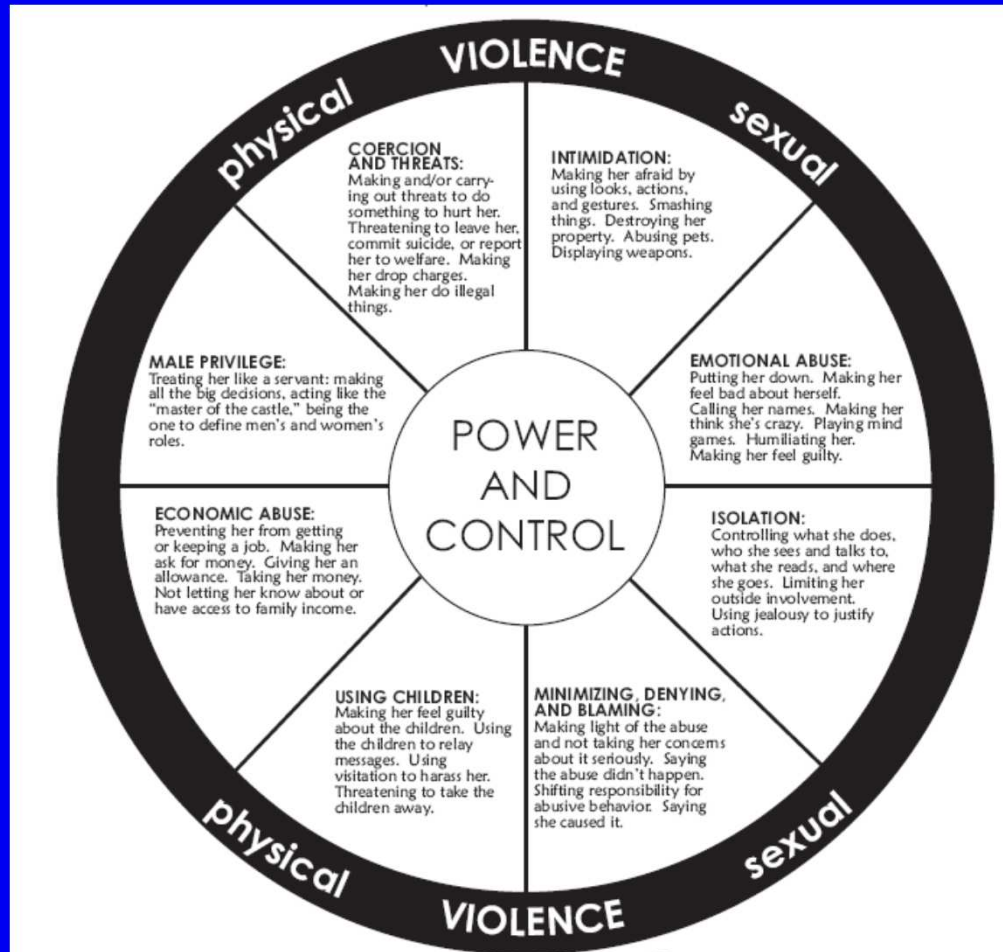 physical VIOLENCE sexual
COERCION
AND THREATS:
Making and/or carry-
ing out threats to do
something to hurt her.
Threatening to leave her,
commit suicide, or report
her to welfare. Making
her drop charges.
Making her do illegal
things.
INTIMIDATION:
Making her afraid by
using looks, actions,
and gestures. Smashing
things. Destroying her
property. Abusing pets.
Displaying weapons.
MALE PRIVILEGE:
Treating her like a servant: making
all the big decisions, acting like the
“master of the castle,” being the
one to define men’s and women’s
roles.
EMOTIONAL ABUSE:
Putting her down. Making her
feel bad about herself.
Calling her names. Making her
think she’s crazy. Playing mind
games. Humiliating her.
Making her feel guilty.
POWER
AND
CONTROL
ECONOMIC ABUSE:
Preventing her from getting
or keeping a job. Making her
ask for money. Giving her an
allowance. Taking her money.
Not letting her know about or
have access to family income.
ISOLATION:
Controlling what she does,
who she sees and talks to,
what she reads, and where
she goes. Limiting her
outside involvement.
Using jealousy to justify
actions.
USING CHILDREN:
Making her feel guilty
about the children. Using
the children to relay
messages. Using
visitation to harass her.
Threatening to take the
children away.
MINIMIZING, DENYING,
AND BLAMING:
Making light of the abuse
and not taking her concerns
about it seriously. Saying
the abuse didn’t happen.
Shifting responsibility for
abusive behavior. Saying
she caused it.
physical VIOLENCE sexual